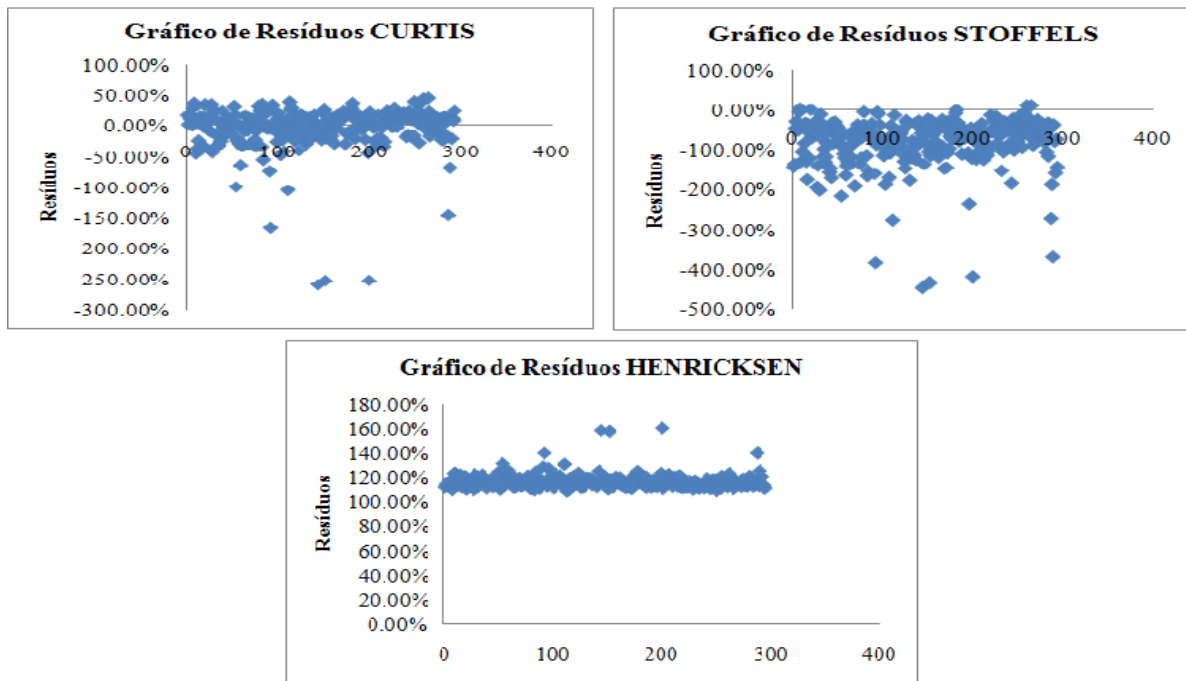 Gráfico de Resíduos CURTIS
100.00%
50.00%
0.00%
-50.00%
-100.00%
-150.00%
-200.00%
-250.00%
-300.00%
Resíduos
0 100 200 300 400
Gráfico de Resíduos STOFFELS
100.00%
0.00%
-100.00%
-200.00%
-300.00%
-400.00%
-500.00%
Resíduos
0 100 200 300 400
Gráfico de Resíduos HENRICKSEN
180.00%
160.00%
140.00%
120.00%
100.00%
80.00%
60.00%
40.00%
20.00%
0.00%
Resíduos
0 100 200 300 400